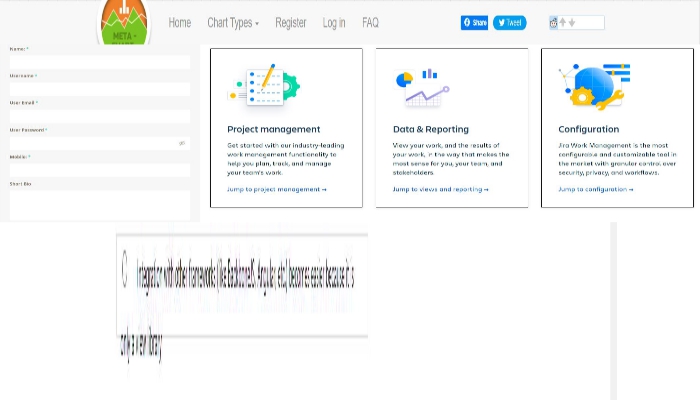 META -
Home
Chart Types
Register
Log in
FAQ
Share
Tweet
Name: *
Username *
User Email *
User Password *
Mobile: *
Short Bio
Project management
Get started with our industry-leading
work management functionality to
help you plan, track, and manage
your team's work.
Jump to project management →
Data & Reporting
View your work, and the results of
your work, in the way that makes the
most sense for you, your team, and
stakeholders.
Jump to views and reporting →
Configuration
Jira Work Management is the most
configurable and customizable tool in
the market with granular control over
security, privacy, and workflows.
Jump to configuration →
Integration with other frameworks (like BackboneJS, Angular, etc) becomes easier because it is
only a view library